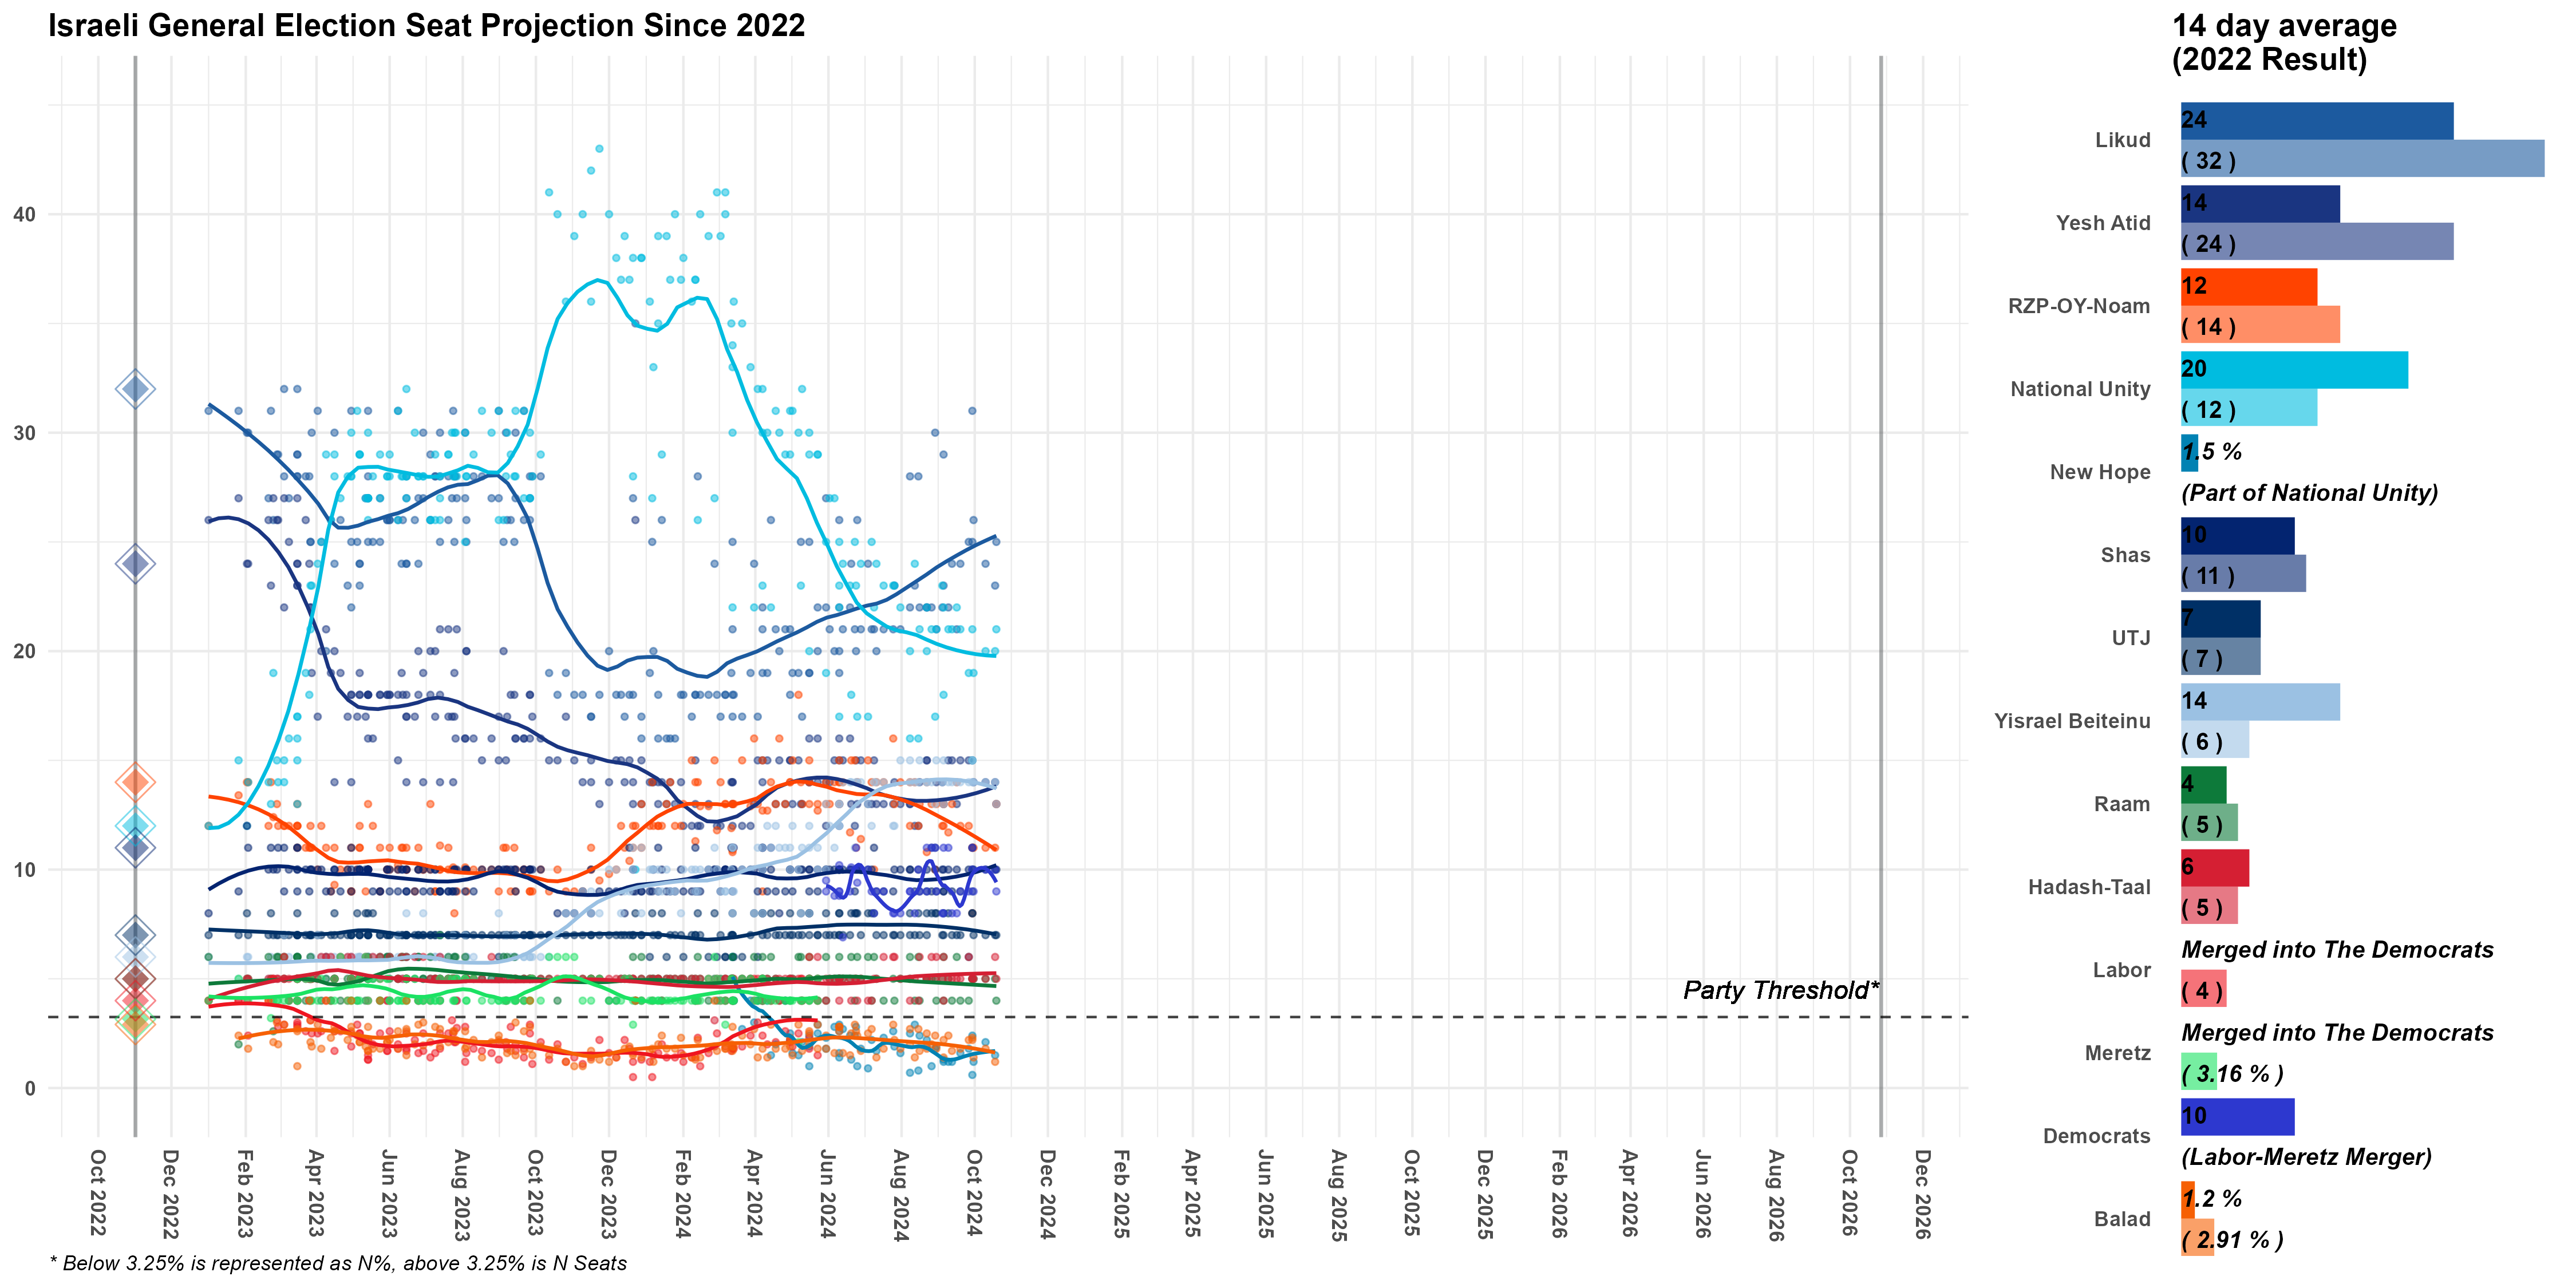 Israeli General Election Seat Projection Since 2022
14 day average
(2022 Result)
40
30
20
10
0
Party Threshold*
Oct 2022
Dec 2022
Feb 2023
Apr 2023
Jun 2023
Aug 2023
Oct 2023
Dec 2023
Feb 2024
Apr 2024
Jun 2024
Aug 2024
Oct 2024
Dec 2024
Feb 2025
Apr 2025
Jun 2025
Aug 2025
Oct 2025
Dec 2025
Feb 2026
Apr 2026
Jun 2026
Aug 2026
Oct 2026
Dec 2026
* Below 3.25% is represented as N%, above 3.25% is N Seats
Likud
24
( 32 )
Yesh Atid
14
( 24 )
RZP-OY-Noam
12
( 14 )
National Unity
20
( 12 )
New Hope
1.5 %
(Part of National Unity)
Shas
10
( 11 )
UTJ
7
( 7 )
Yisrael Beiteinu
14
( 6 )
Raam
4
( 5 )
Hadash-Taal
6
( 5 )
Labor
Merged into The Democrats
( 4 )
Meretz
Merged into The Democrats
( 3.16 % )
Democrats
10
(Labor-Meretz Merger)
Balad
1.2 %
( 2.91 % )